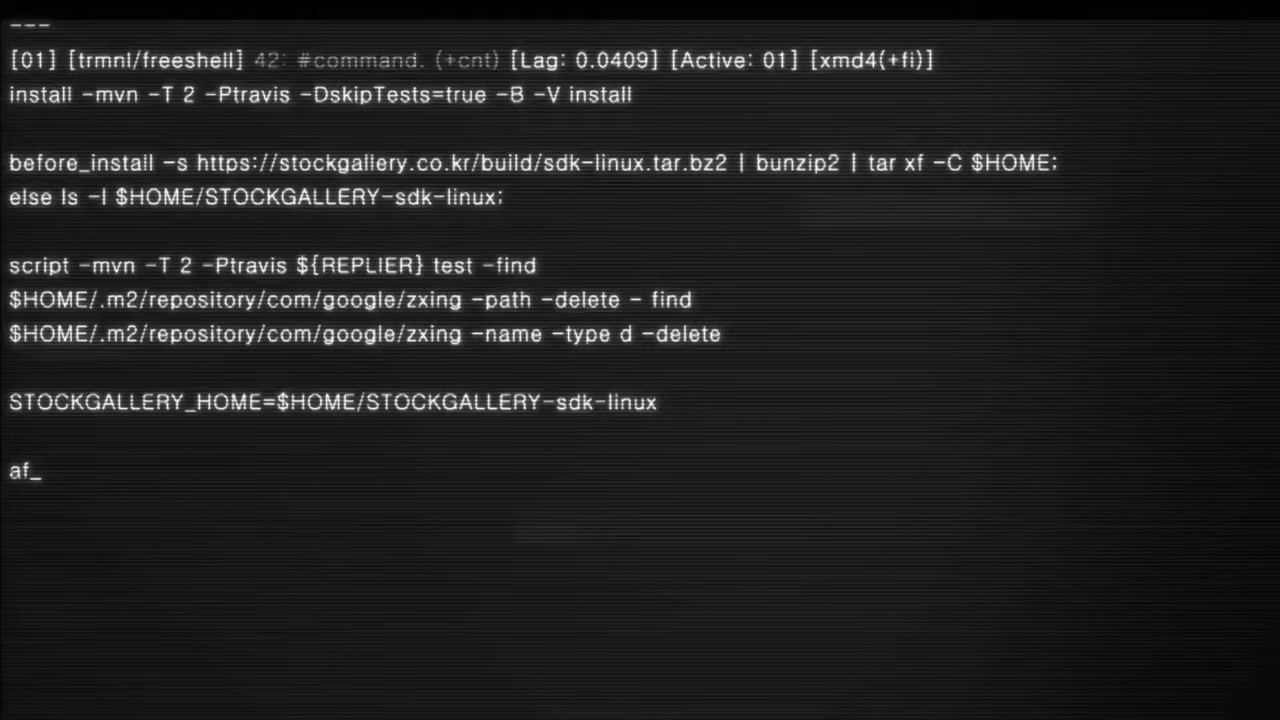 ---
[01] [trmnl/freeshell] 42: #command. (+cnt) [Lag: 0.0409] [Active: 01] [xmd4(+fi)]
install -mvn -T 2 -Ptravis -DskipTests=true -B -V install
before_install -s https://stockgallery.co.kr/build/sdk-linux.tar.bz2 | bunzip2 | tar xf -C $HOME;
else ls -l $HOME/STOCKGALLERY-sdk-linux;
script -mvn -T 2 -Ptravis ${REPLIER} test -find
$HOME/.m2/repository/com/google/zxing -path -delete - find
$HOME/.m2/repository/com/google/zxing -name -type d -delete
STOCKGALLERY_HOME=$HOME/STOCKGALLERY-sdk-linux
af_